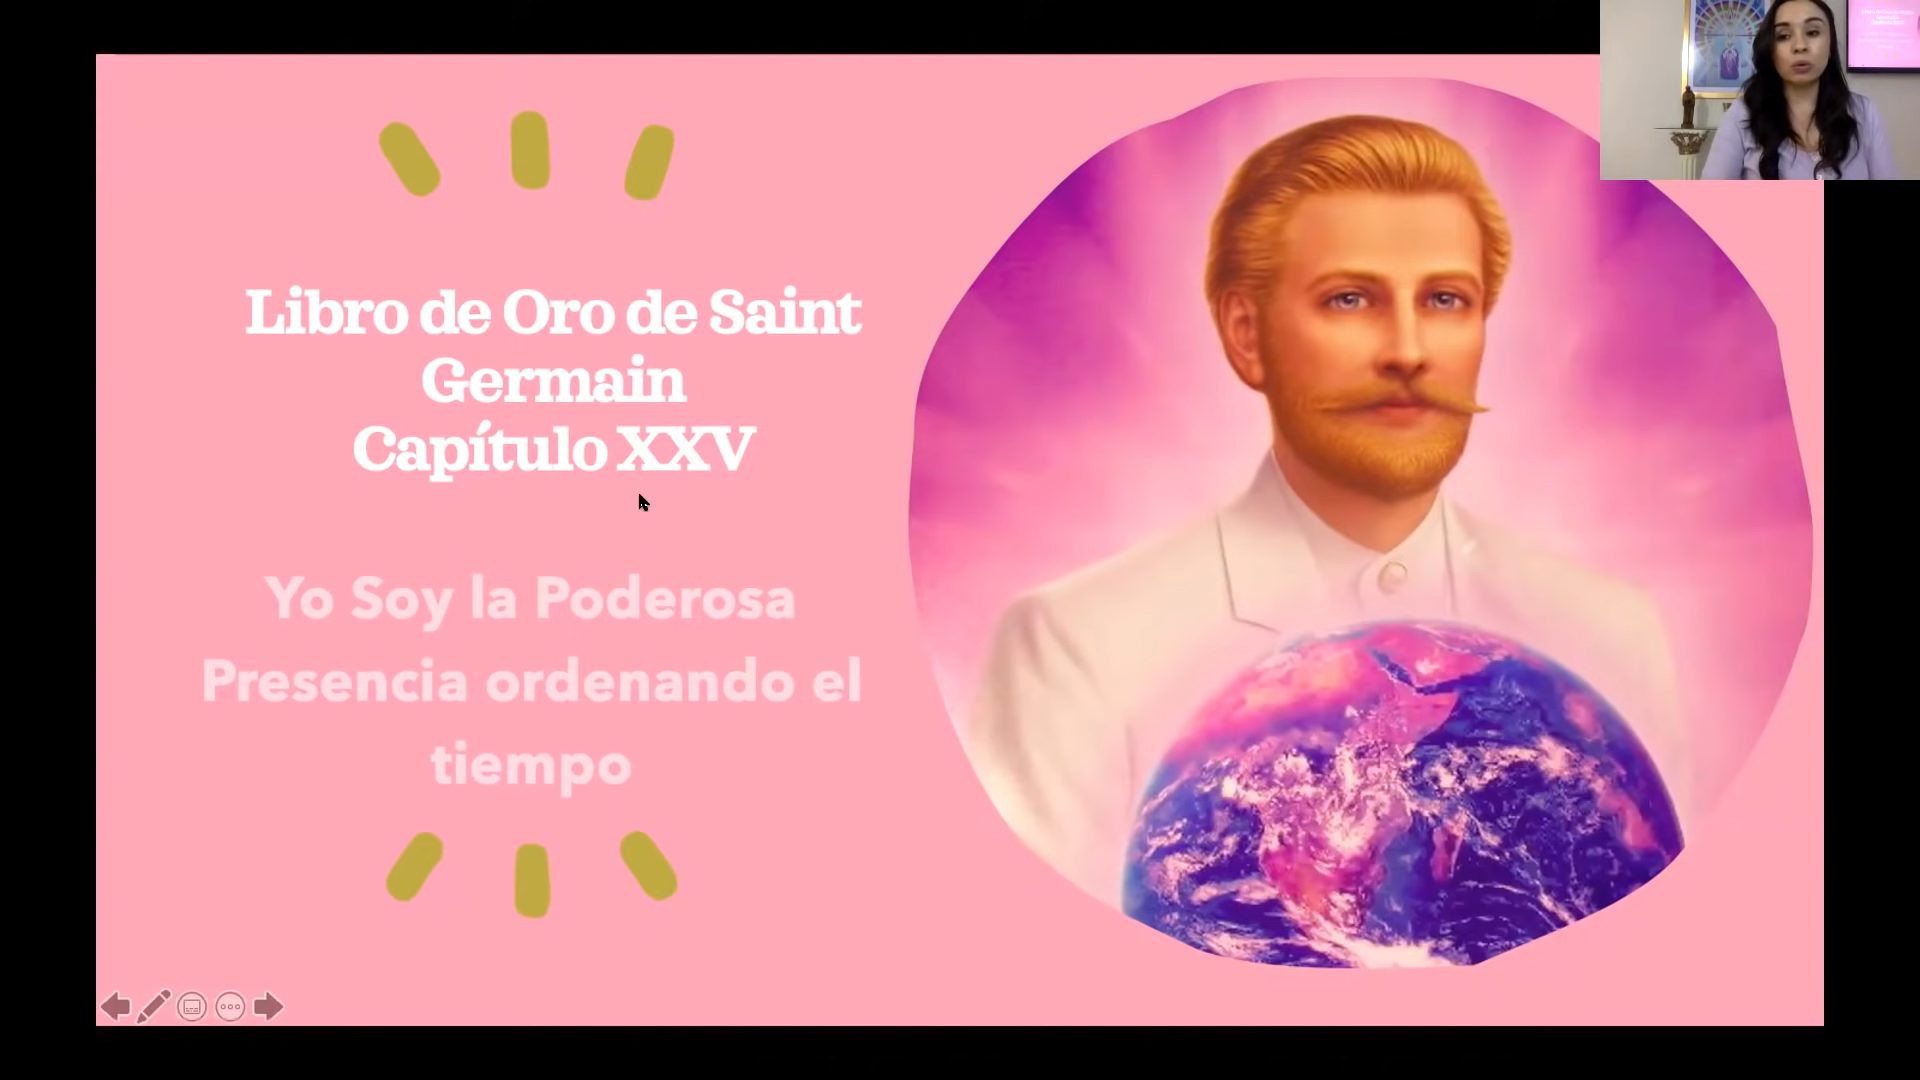 Libro de Oro de Saint
Germain
Capítulo XXV
Yo Soy la Poderosa
Presencia ordenando el
tiempo